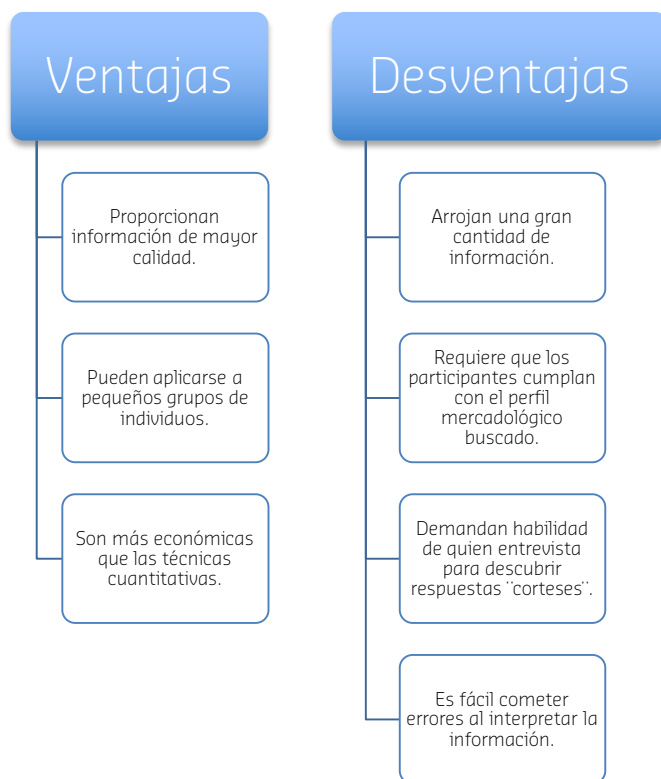 Ventajas
Proporcionan
información de mayor
calidad.
Pueden aplicarse a
pequeños grupos de
individuos.
Son más económicas
que las técnicas
cuantitativas.
Desventajas
Arrojan una gran
cantidad de
información.
Requiere que los
participantes cumplan
con el perfil
mercadológico
buscado.
Demandan habilidad
de quien entrevista
para descubrir
respuestas ¨corteses¨.
Es fácil cometer
errores al interpretar la
información.